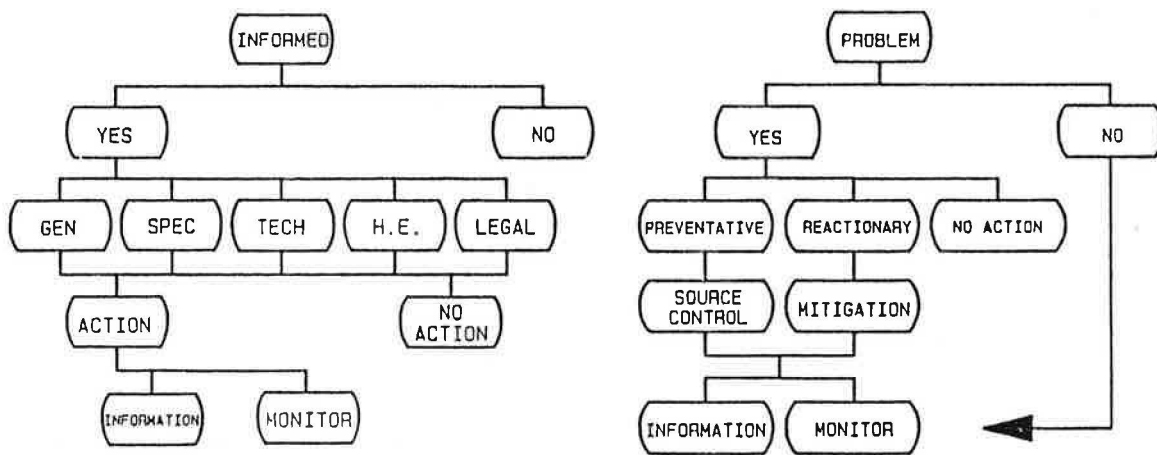 INFORMED
YES
NO
GEN
SPEC
TECH
H.E.
LEGAL
ACTION
NO
ACTION
INFORMATION
MONITOR
PROBLEM
YES
NO
PREVENTATIVE
REACTIONARY
NO ACTION
SOURCE
CONTROL
MITIGATION
INFORMATION
MONITOR